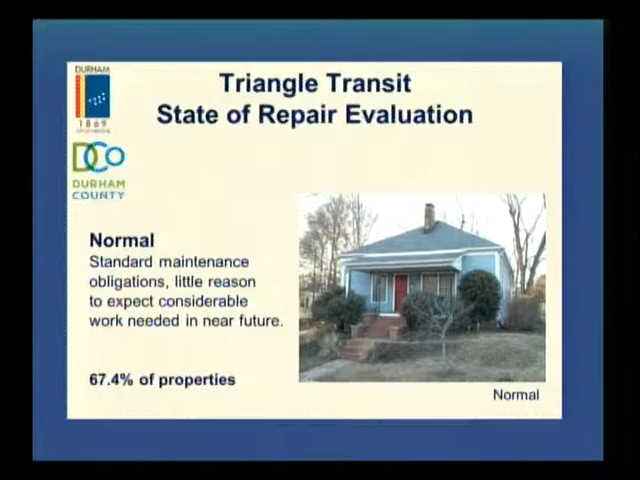 DURHAM
1869
Triangle Transit
State of Repair Evaluation
DCo
DURHAM
COUNTY
Normal
Standard maintenance
obligations, little reason
to expect considerable
work needed in near future.
67.4% of properties
Normal